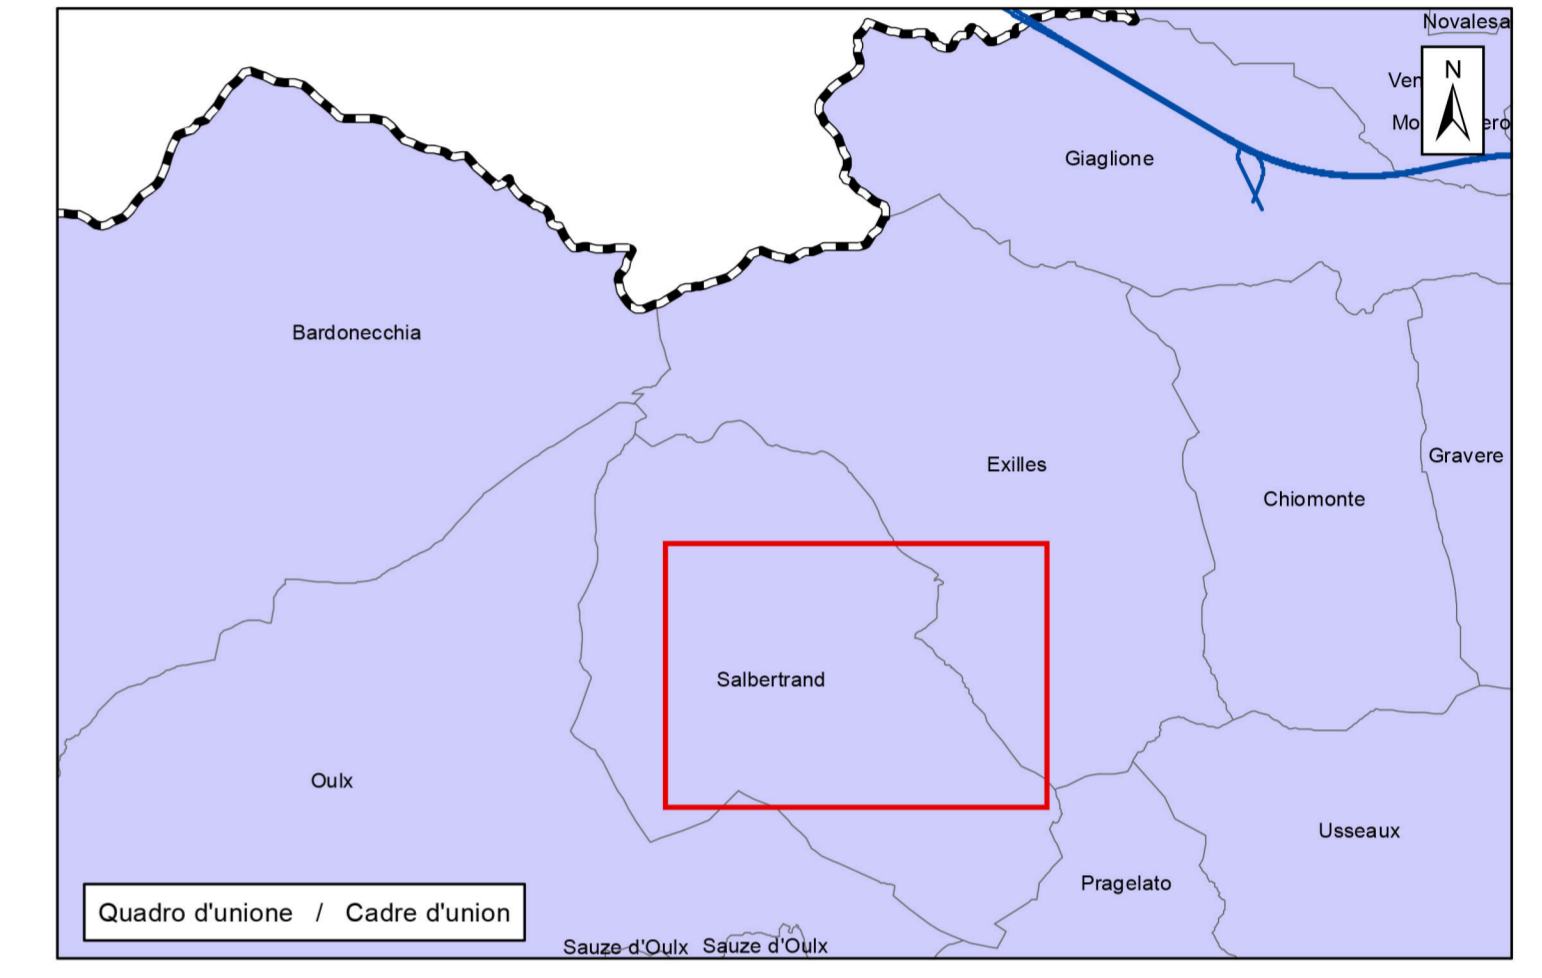 Novalesa
N
Giaglione
Bardonecchia
Gravere
Exilles
Chiomonte
Salbertrand
Oulx
Usseaux
Pragelato
Quadro d'unione / Cadre d'union
Sauze d'Oulx Sauze d'Oulx